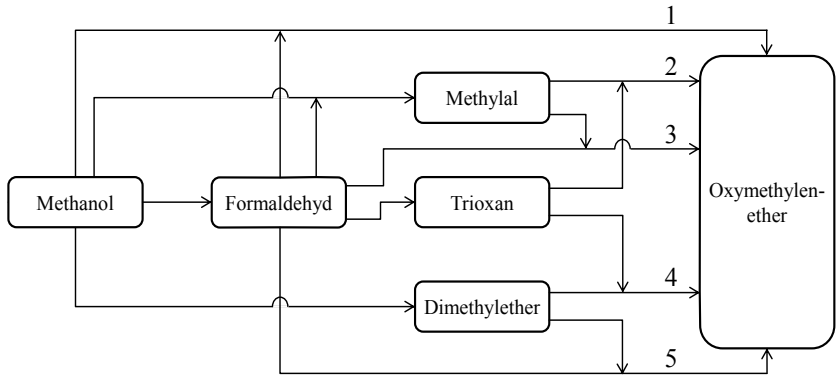 1
2
Methylal
3
Methanol
Formaldehyd
Trioxan
Oxymethylen-
ether
4
Dimethylether
5